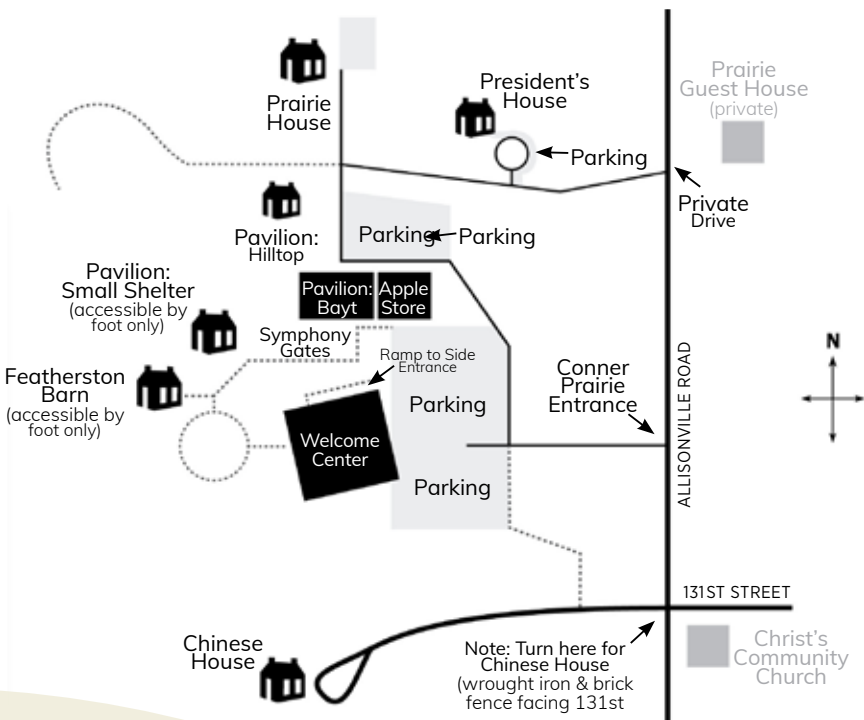 Prairie
House
President's
House
Parking
Prairie
Guest House
(private)
Private
Drive
Pavilion:
Hilltop
Parking
Parking
Pavilion:
Small Shelter
(accessible by
foot only)
Pavilion:
Bayt
Apple
Store
Symphony
Gates
Ramp to Side
Entrance
Featherston
Barn
(accessible by
foot only)
Parking
Welcome
Center
Parking
Conner
Prairie
Entrance
ALLISONVILLE ROAD
N
131ST STREET
Chinese
House
Note: Turn here for
Chinese House
(wrought iron & brick
fence facing 131st
Christ's
Community
Church